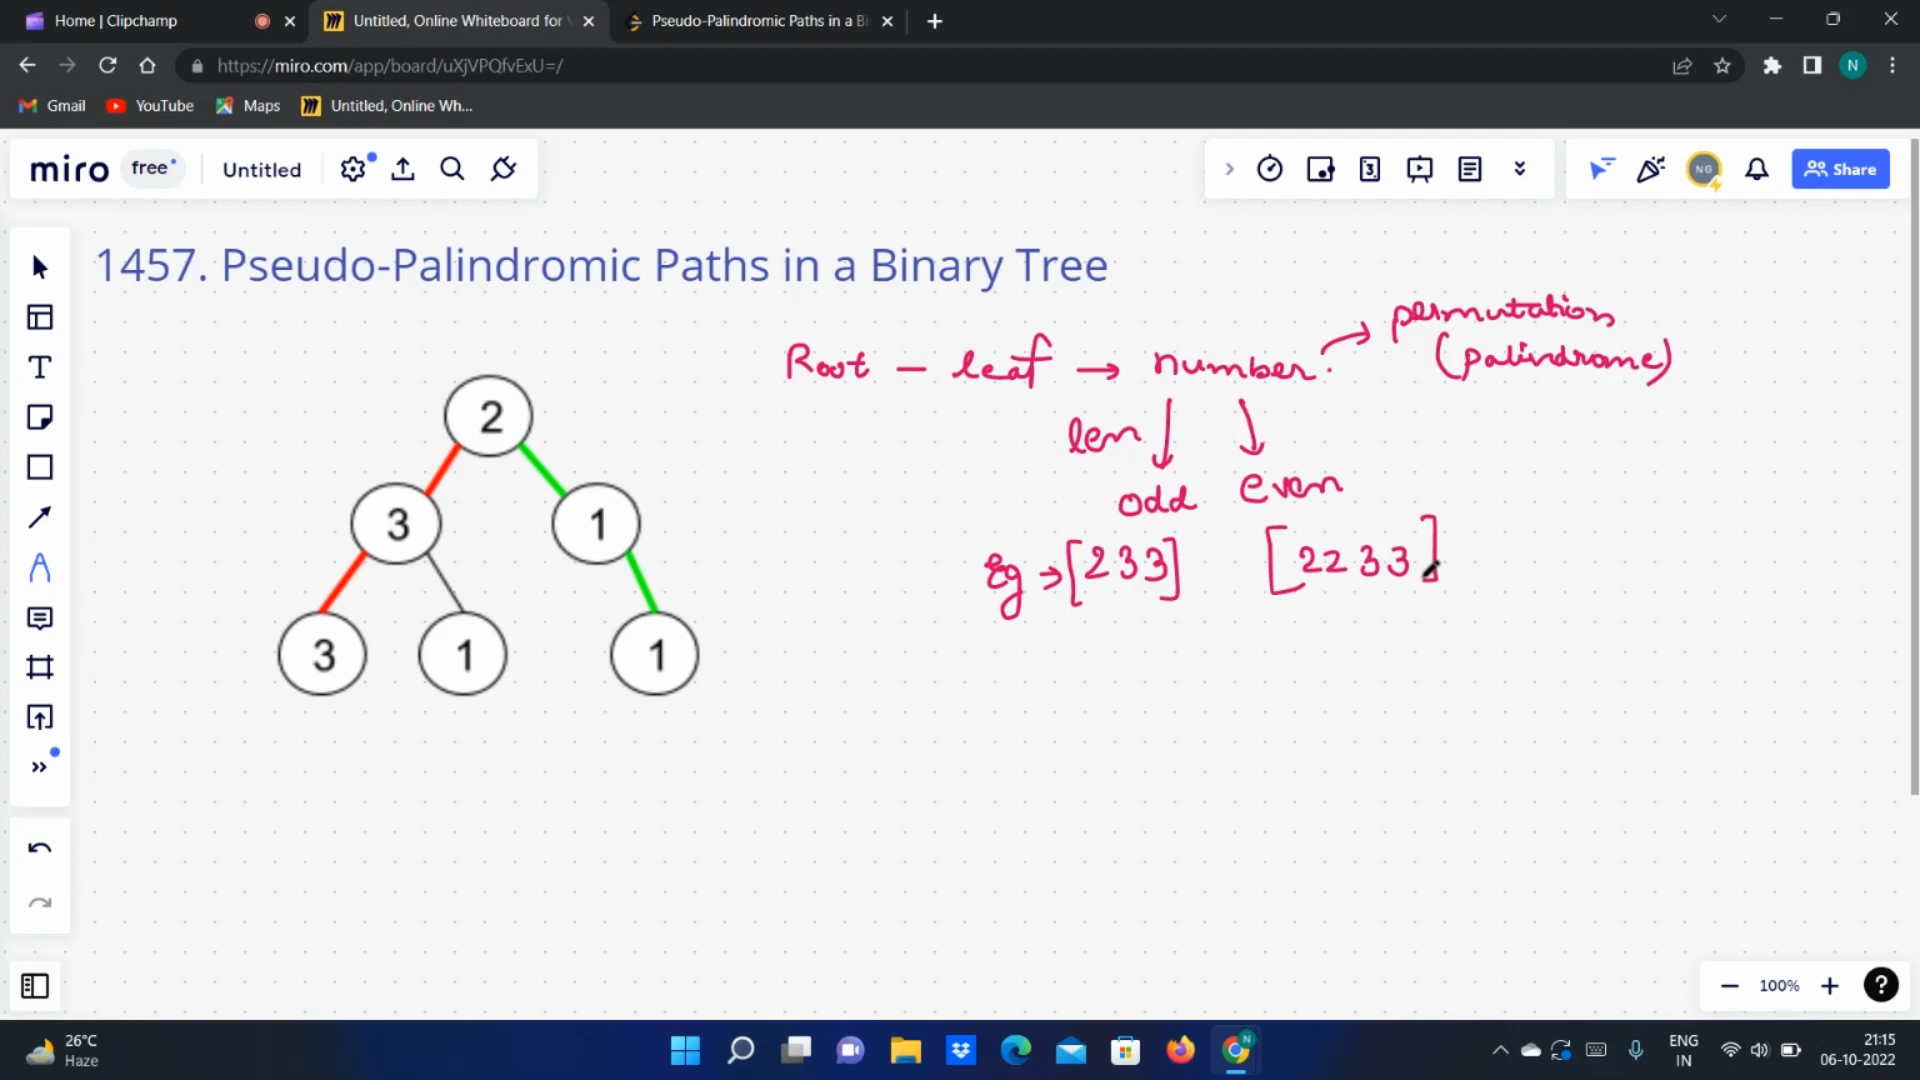 Home | Clipchamp
Untitled, Online Whiteboard for
Pseudo-Palindromic Paths in a Bi
https://miro.com/app/board/uXjVPQfvExU=/
N
Gmail
YouTube
Maps
Untitled, Online Wh...
miro
free
Untitled
NG
Share
1457. Pseudo-Palindromic Paths in a Binary Tree
Root — leaf → number. → permutation
(palindrome)
len
odd even
Eg → [2 3 3] [2 2 3 3]
2
3 1
3 1 1
100%
26°C
Haze
ENG
IN
21:15
06-10-2022